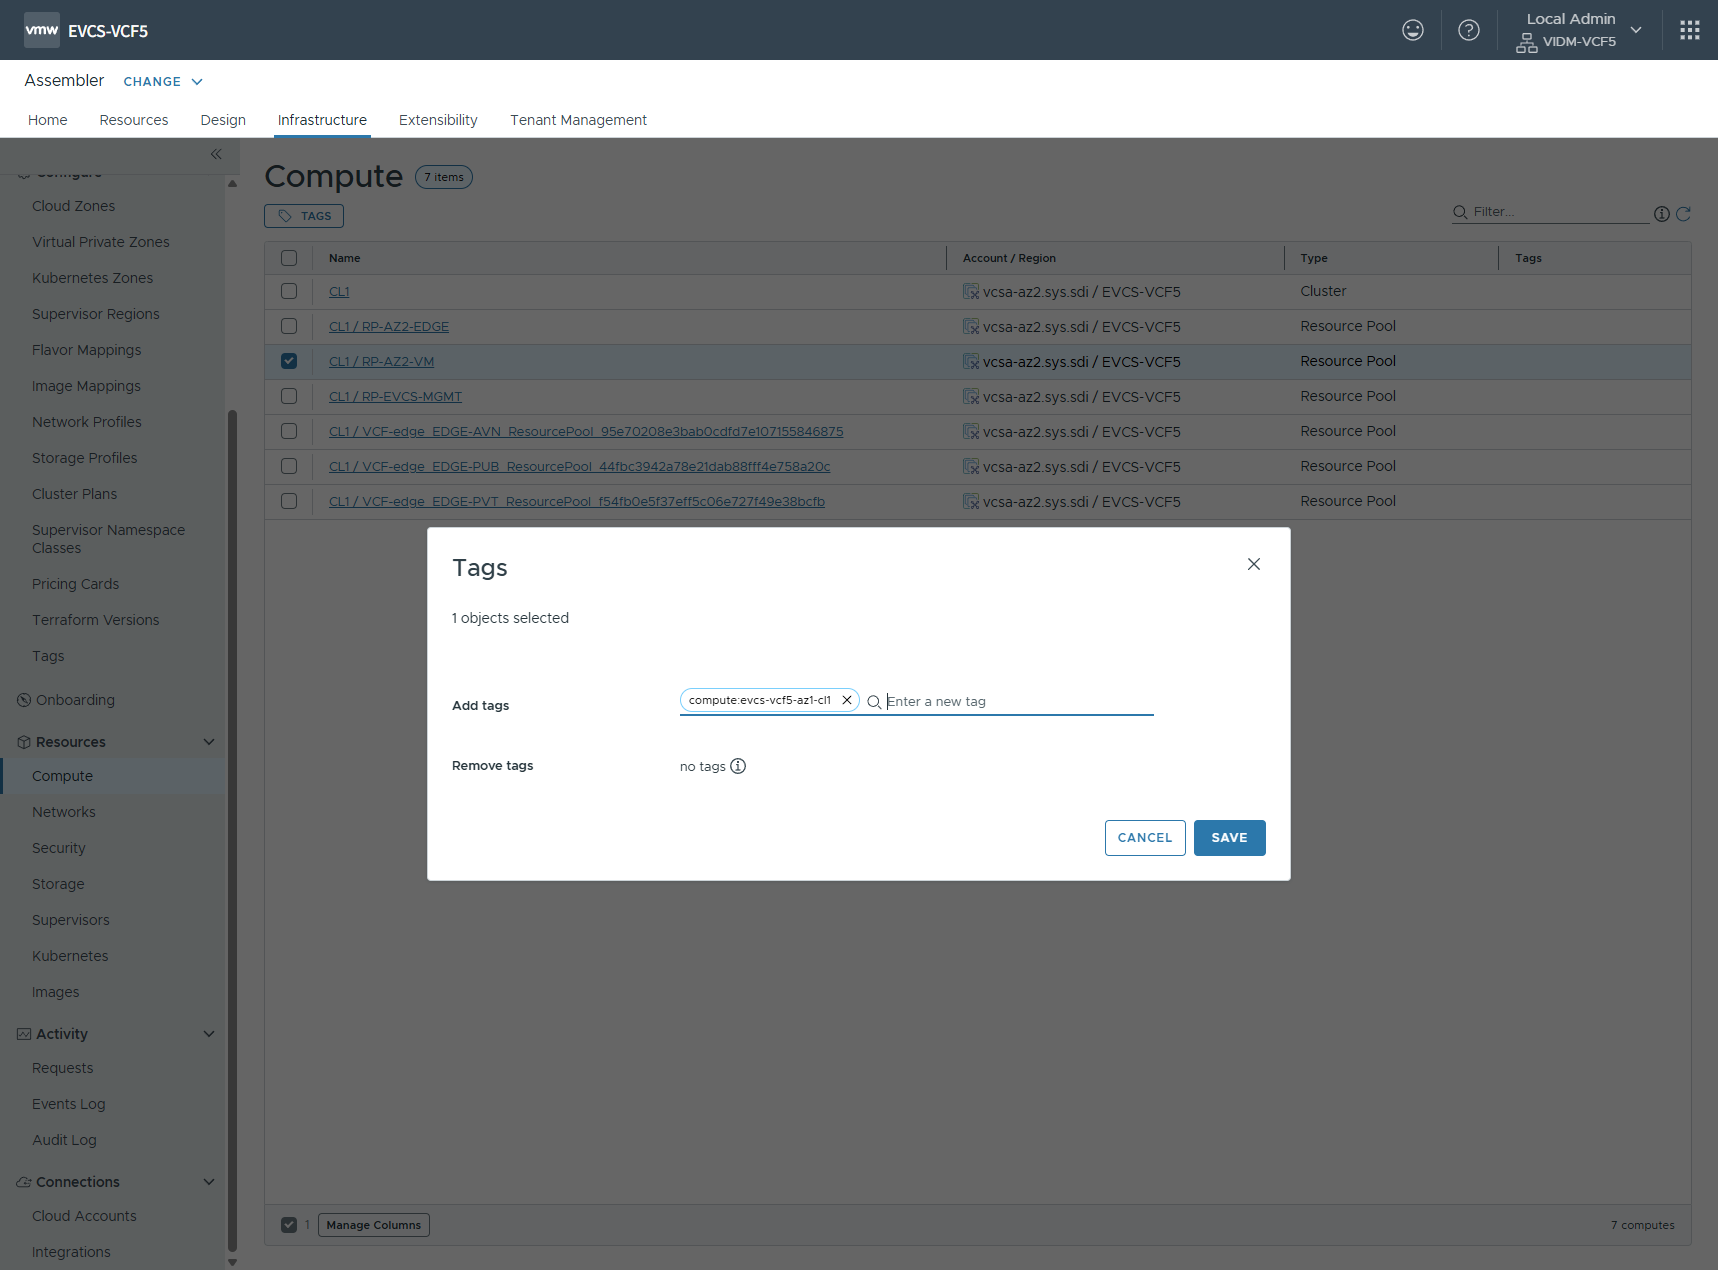 vmw EVCS-VCF5
Local Admin
VIDM-VCF5
Assembler CHANGE
Home Resources Design Infrastructure Extensibility Tenant Management
Configure
Cloud Zones
Virtual Private Zones
Kubernetes Zones
Supervisor Regions
Flavor Mappings
Image Mappings
Network Profiles
Storage Profiles
Cluster Plans
Supervisor Namespace
Classes
Pricing Cards
Terraform Versions
Tags
Onboarding
Resources
Compute
Networks
Security
Storage
Supervisors
Kubernetes
Images
Activity
Requests
Events Log
Audit Log
Connections
Cloud Accounts
Integrations
Compute 7 items
TAGS
Filter...
Name Account / Region Type Tags
CL1 vcsa-az2.sys.sdi / EVCS-VCF5 Cluster
CL1 / RP-AZ2-EDGE vcsa-az2.sys.sdi / EVCS-VCF5 Resource Pool
CL1 / RP-AZ2-VM vcsa-az2.sys.sdi / EVCS-VCF5 Resource Pool
CL1 / RP-EVCS-MGMT vcsa-az2.sys.sdi / EVCS-VCF5 Resource Pool
CL1 / VCF-edge_EDGE-AVN_ResourcePool_95e70208e3bab0cdfd7e107155846875 vcsa-az2.sys.sdi / EVCS-VCF5 Resource Pool
CL1 / VCF-edge_EDGE-PUB_ResourcePool_44fbc3942a78e21dab88fff4e758a20c vcsa-az2.sys.sdi / EVCS-VCF5 Resource Pool
CL1 / VCF-edge_EDGE-PVT_ResourcePool_f54fb0e5f37eff5c06e727f49e38bcfb vcsa-az2.sys.sdi / EVCS-VCF5 Resource Pool
Tags
1 objects selected
Add tags compute:evcs-vcf5-az1-cl1 Enter a new tag
Remove tags no tags
CANCEL SAVE
1 Manage Columns 7 computes